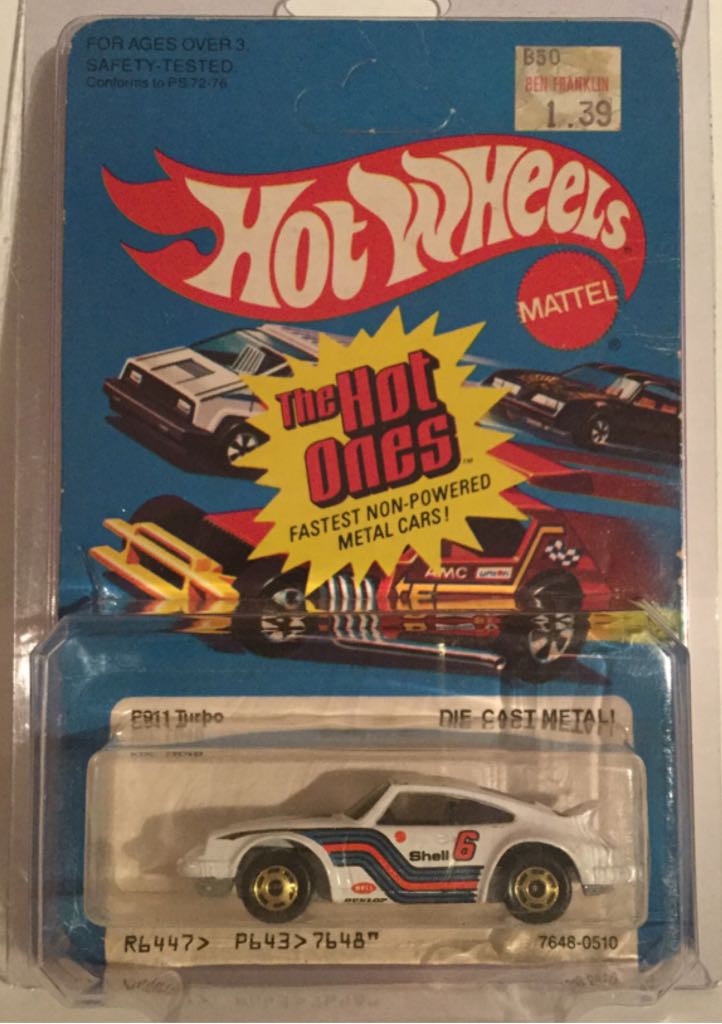 FOR AGES OVER 3.
SAFETY-TESTED.
Conforms to PS 72-76
B50
BEN FRANKLIN
1.39
HOT WHEELS
MATTEL
®
The Hot
Ones™
FASTEST NON-POWERED
METAL CARS!
AMC
P911 Turbo
DIE CAST METAL!
Shell 6
DUNLOP
R6447> P643>7648"
7648-0510